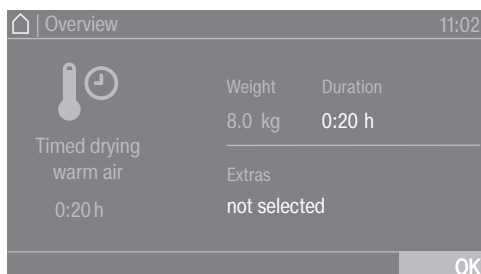 | Overview 11:02
Weight Duration
8.0 kg 0:20 h
Timed drying
warm air
0:20 h
Extras
not selected
OK